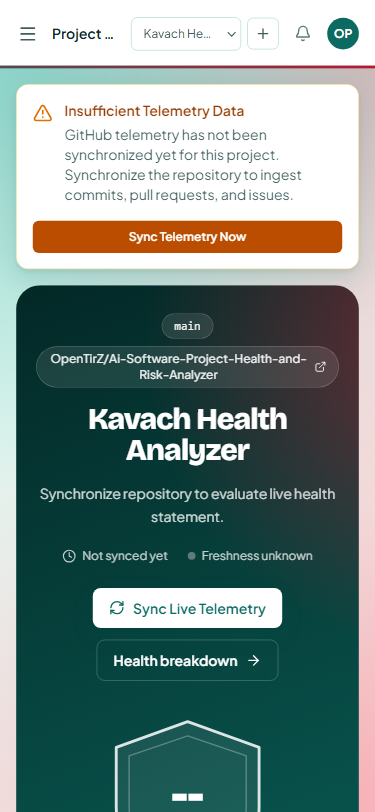 Project ...
Kavach He...
OP
Insufficient Telemetry Data
GitHub telemetry has not been
synchronized yet for this project.
Synchronize the repository to ingest
commits, pull requests, and issues.
Sync Telemetry Now
main
OpenTirZ/Ai-Software-Project-Health-and-
Risk-Analyzer
Kavach Health
Analyzer
Synchronize repository to evaluate live health
statement.
Not synced yet
Freshness unknown
Sync Live Telemetry
Health breakdown
--